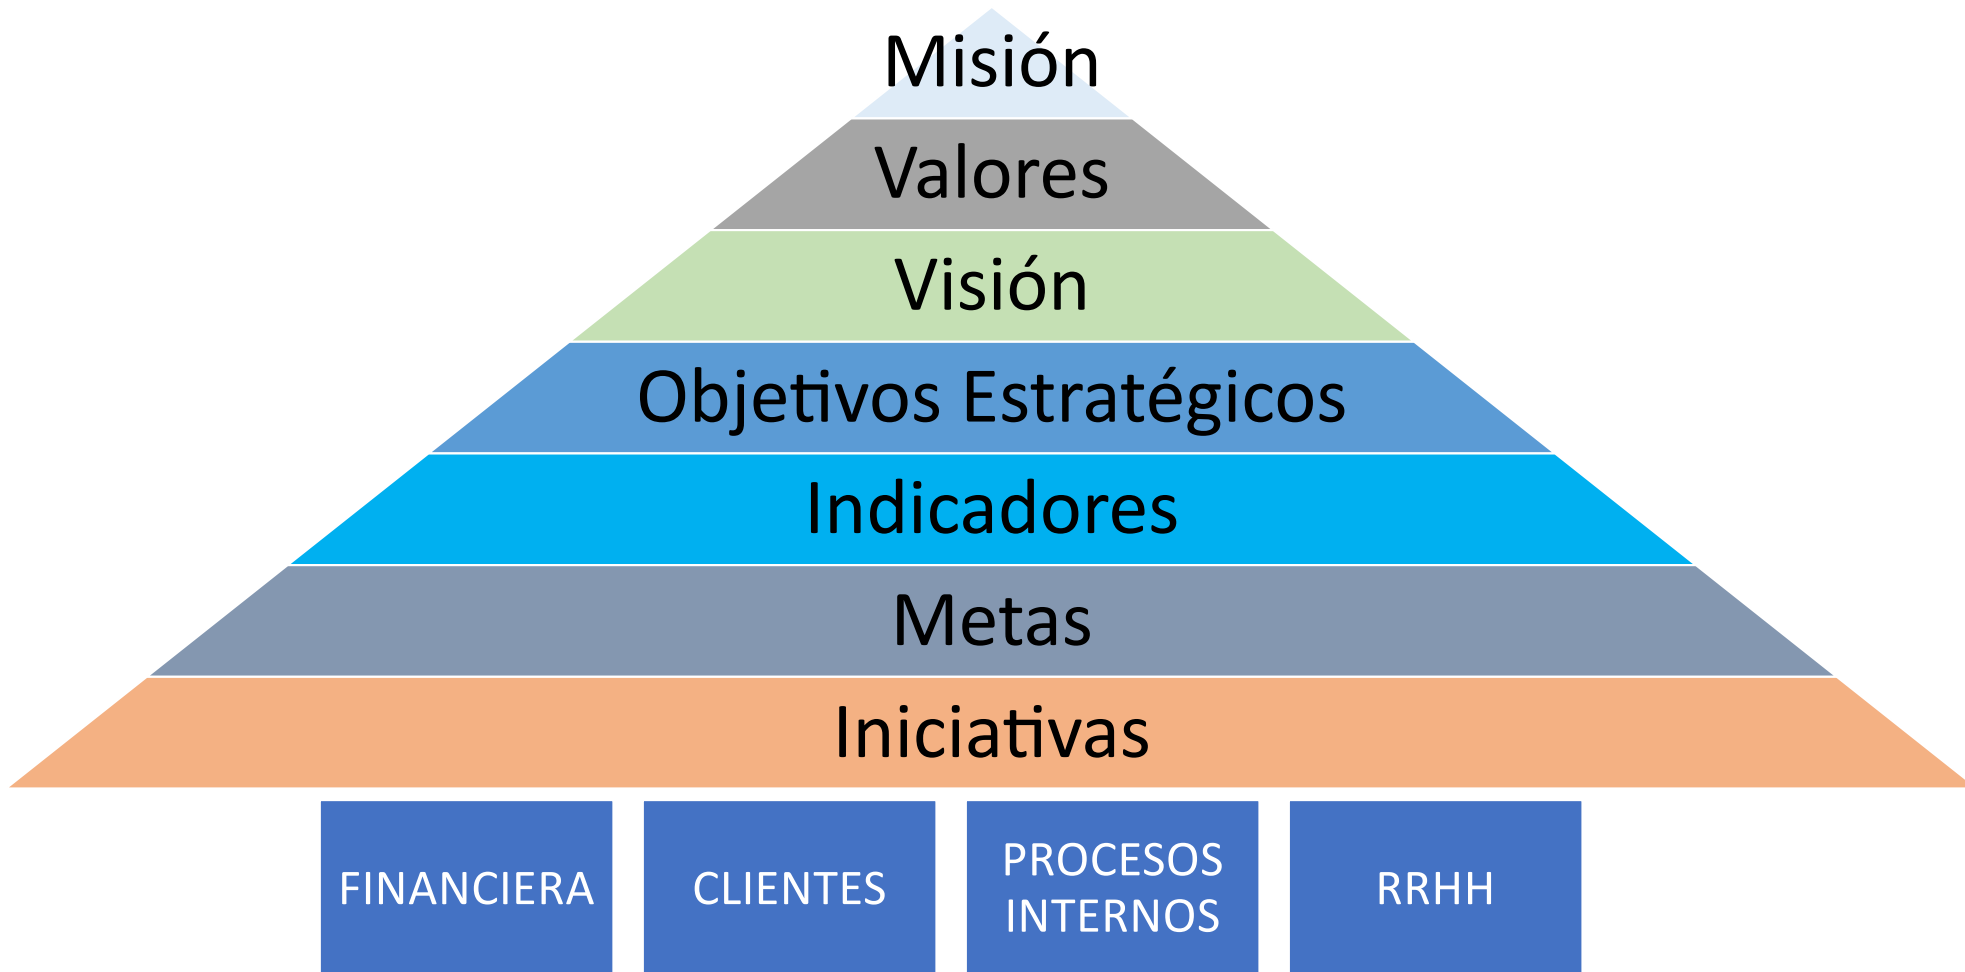 Misión
Valores
Visión
Objetivos Estratégicos
Indicadores
Metas
Iniciativas
FINANCIERA
CLIENTES
PROCESOS
INTERNOS
RRHH